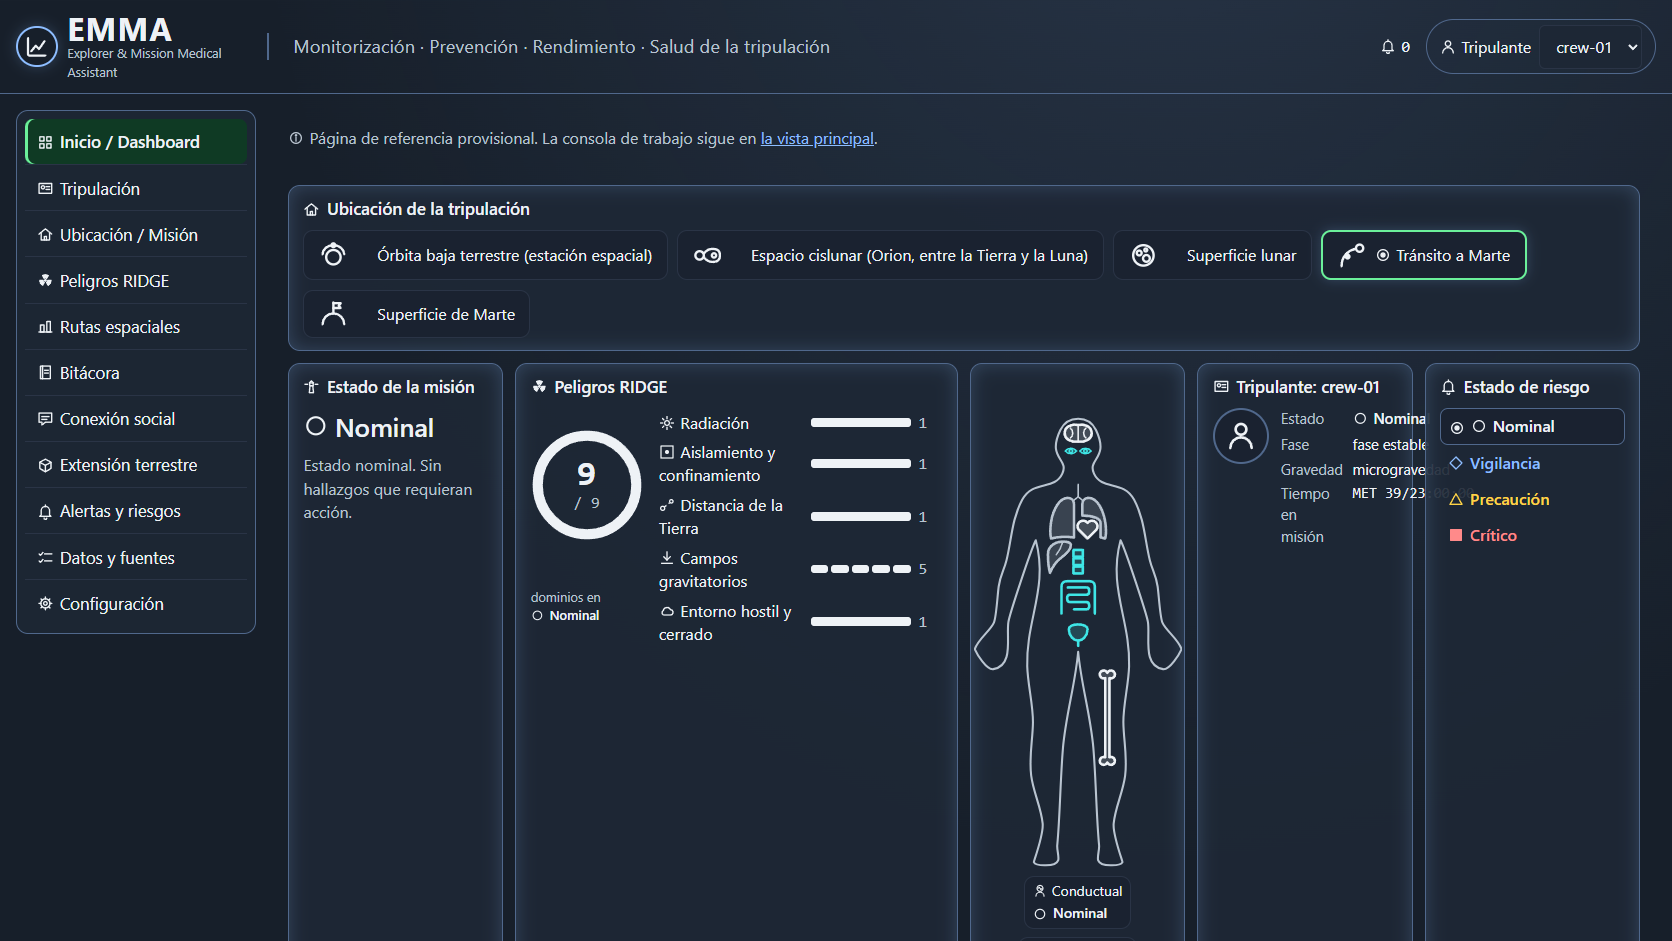 EMMA
Explorer & Mission Medical
Assistant
Monitorización · Prevención · Rendimiento · Salud de la tripulación
0
Tripulante
crew-01
Inicio / Dashboard
Tripulación
Ubicación / Misión
Peligros RIDGE
Rutas espaciales
Bitácora
Conexión social
Extensión terrestre
Alertas y riesgos
Datos y fuentes
Configuración
Página de referencia provisional. La consola de trabajo sigue en la vista principal.
Ubicación de la tripulación
Órbita baja terrestre (estación espacial)
Espacio cislunar (Orion, entre la Tierra y la Luna)
Superficie lunar
Tránsito a Marte
Superficie de Marte
Estado de la misión
Nominal
Estado nominal. Sin
hallazgos que requieran
acción.
Peligros RIDGE
9
/ 9
dominios en
Nominal
Radiación 1
Aislamiento y
confinamiento 1
Distancia de la
Tierra 1
Campos
gravitatorios 5
Entorno hostil y
cerrado 1
Conductual
Nominal
Tripulante: crew-01
Estado Nominal
Fase fase estable
Gravedad microgravedad
Tiempo
en
misión
MET 39/23:00:00
Estado de riesgo
Nominal
Vigilancia
Precaución
Crítico